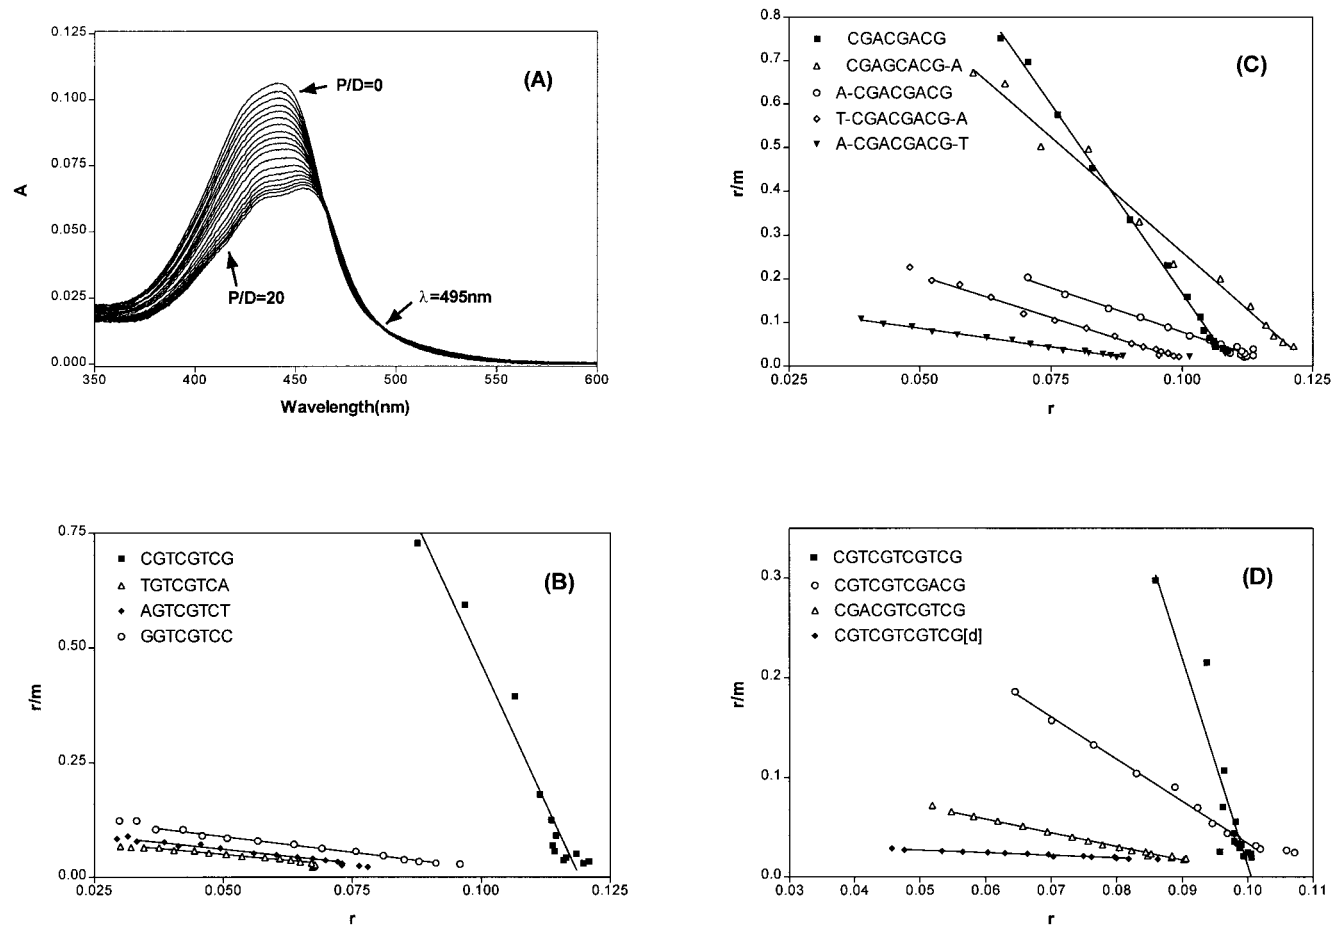 0.125
0.100
0.075
0.050
0.025
0.000
A
P/D=0
(A)
P/D=20
λ=495nm
350
400
450
500
550
600
Wavelength(nm)
0.8
0.7
0.6
0.5
0.4
0.3
0.2
0.1
0.0
r/m
CGACGACG
CGAGCACG-A
A-CGACGACG
T-CGACGACG-A
A-CGACGACG-T
(C)
0.025
0.050
0.075
0.100
0.125
r
0.75
0.50
0.25
0.00
r/m
CGTCGTCG
TGTCGTCA
AGTCGTCT
GGTCGTCC
(B)
0.025
0.050
0.075
0.100
0.125
r
0.3
0.2
0.1
0.0
r/m
CGTCGTCGTCG
CGTCGTCGACG
CGACGTCGTCG
CGTCGTCGTCG[d]
(D)
0.03
0.04
0.05
0.06
0.07
0.08
0.09
0.10
0.11
r